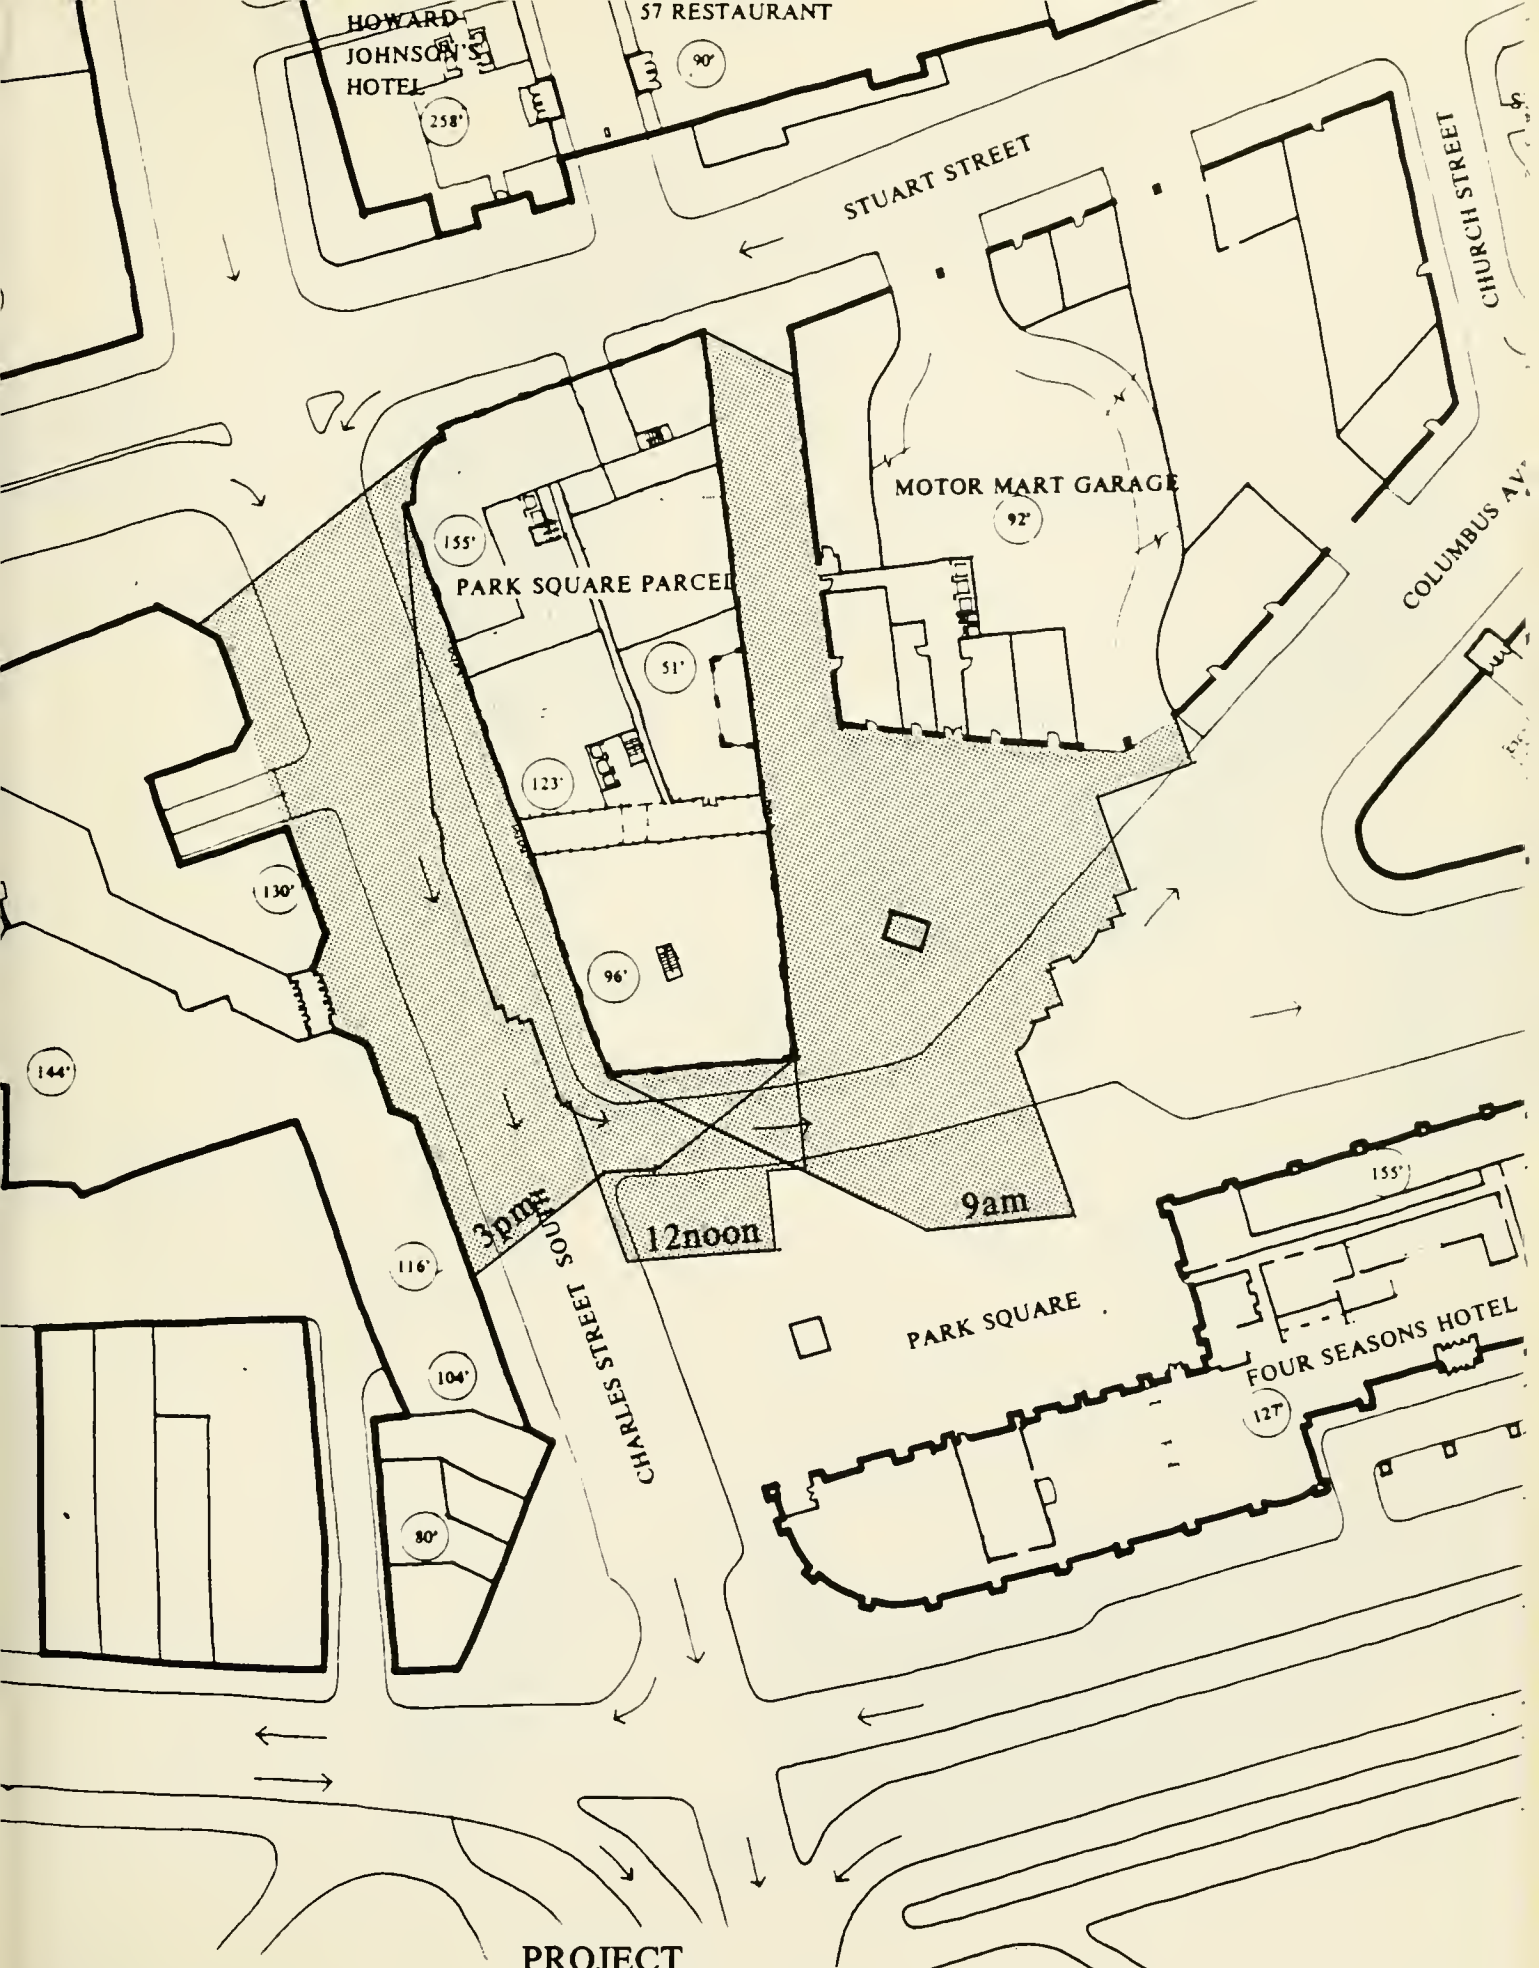 HOWARD
JOHNSON'S
HOTEL
258'
57 RESTAURANT
90'
STUART STREET
CHURCH STREET
S
MOTOR MART GARAGE
92'
COLUMBUS AV
155'
PARK SQUARE PARCEL
51'
123'
130'
96'
144'
3pm
12noon
9am
155'
116'
CHARLES STREET SOUTH
PARK SQUARE
FOUR SEASONS HOTEL
127'
104'
80'
PROJECT